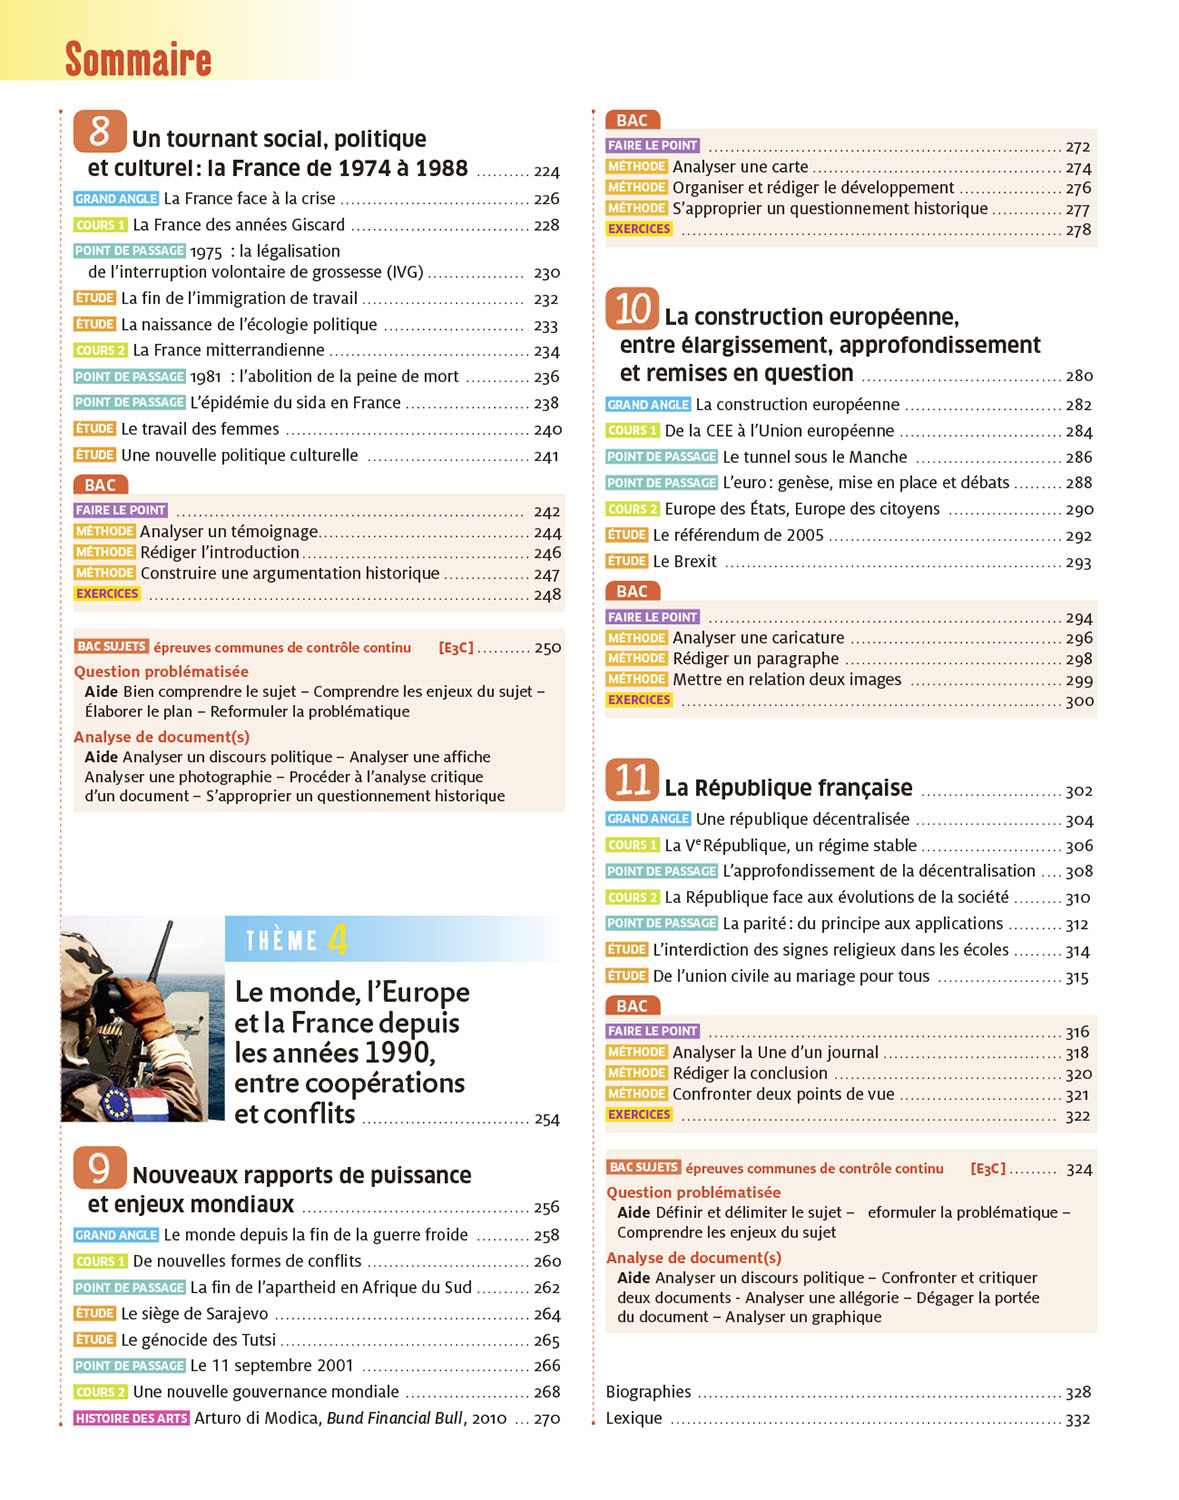 Sommaire
8 Un tournant social, politique
et culturel : la France de 1974 à 1988 .......... 224
GRAND ANGLE La France face à la crise .......... 226
COURS 1 La France des années Giscard .......... 228
POINT DE PASSAGE 1975 : la légalisation
de l'interruption volontaire de grossesse (IVG) .......... 230
ÉTUDE La fin de l'immigration de travail .......... 232
ÉTUDE La naissance de l'écologie politique .......... 233
COURS 2 La France mitterrandienne .......... 234
POINT DE PASSAGE 1981 : l'abolition de la peine de mort .......... 236
POINT DE PASSAGE L'épidémie du sida en France .......... 238
ÉTUDE Le travail des femmes .......... 240
ÉTUDE Une nouvelle politique culturelle .......... 241
BAC
FAIRE LE POINT .......... 242
MÉTHODE Analyser un témoignage .......... 244
MÉTHODE Rédiger l'introduction .......... 246
MÉTHODE Construire une argumentation historique .......... 247
EXERCICES .......... 248
BAC SUJETS épreuves communes de contrôle continu [E3C] .......... 250
Question problématisée
Aide Bien comprendre le sujet – Comprendre les enjeux du sujet –
Élaborer le plan – Reformuler la problématique
Analyse de document(s)
Aide Analyser un discours politique – Analyser une affiche
Analyser une photographie – Procéder à l'analyse critique
d'un document – S'approprier un questionnement historique
THÈME 4
Le monde, l'Europe
et la France depuis
les années 1990,
entre coopérations
et conflits .......... 254
9 Nouveaux rapports de puissance
et enjeux mondiaux .......... 256
GRAND ANGLE Le monde depuis la fin de la guerre froide .......... 258
COURS 1 De nouvelles formes de conflits .......... 260
POINT DE PASSAGE La fin de l'apartheid en Afrique du Sud .......... 262
ÉTUDE Le siège de Sarajevo .......... 264
ÉTUDE Le génocide des Tutsi .......... 265
POINT DE PASSAGE Le 11 septembre 2001 .......... 266
COURS 2 Une nouvelle gouvernance mondiale .......... 268
HISTOIRE DES ARTS Arturo di Modica, Bund Financial Bull, 2010 ... 270
BAC
FAIRE LE POINT .......... 272
MÉTHODE Analyser une carte .......... 274
MÉTHODE Organiser et rédiger le développement .......... 276
MÉTHODE S'approprier un questionnement historique .......... 277
EXERCICES .......... 278
10 La construction européenne,
entre élargissement, approfondissement
et remises en question .......... 280
GRAND ANGLE La construction européenne .......... 282
COURS 1 De la CEE à l'Union européenne .......... 284
POINT DE PASSAGE Le tunnel sous le Manche .......... 286
POINT DE PASSAGE L'euro : genèse, mise en place et débats .......... 288
COURS 2 Europe des États, Europe des citoyens .......... 290
ÉTUDE Le référendum de 2005 .......... 292
ÉTUDE Le Brexit .......... 293
BAC
FAIRE LE POINT .......... 294
MÉTHODE Analyser une caricature .......... 296
MÉTHODE Rédiger un paragraphe .......... 298
MÉTHODE Mettre en relation deux images .......... 299
EXERCICES .......... 300
11 La République française .......... 302
GRAND ANGLE Une république décentralisée .......... 304
COURS 1 La Ve République, un régime stable .......... 306
POINT DE PASSAGE L'approfondissement de la décentralisation .... 308
COURS 2 La République face aux évolutions de la société .......... 310
POINT DE PASSAGE La parité : du principe aux applications .......... 312
ÉTUDE L'interdiction des signes religieux dans les écoles .......... 314
ÉTUDE De l'union civile au mariage pour tous .......... 315
BAC
FAIRE LE POINT .......... 316
MÉTHODE Analyser la Une d'un journal .......... 318
MÉTHODE Rédiger la conclusion .......... 320
MÉTHODE Confronter deux points de vue .......... 321
EXERCICES .......... 322
BAC SUJETS épreuves communes de contrôle continu [E3C] ......... 324
Question problématisée
Aide Définir et délimiter le sujet – eformuler la problématique –
Comprendre les enjeux du sujet
Analyse de document(s)
Aide Analyser un discours politique – Confronter et critiquer
deux documents - Analyser une allégorie – Dégager la portée
du document – Analyser un graphique
Biographies .......... 328
Lexique .......... 332